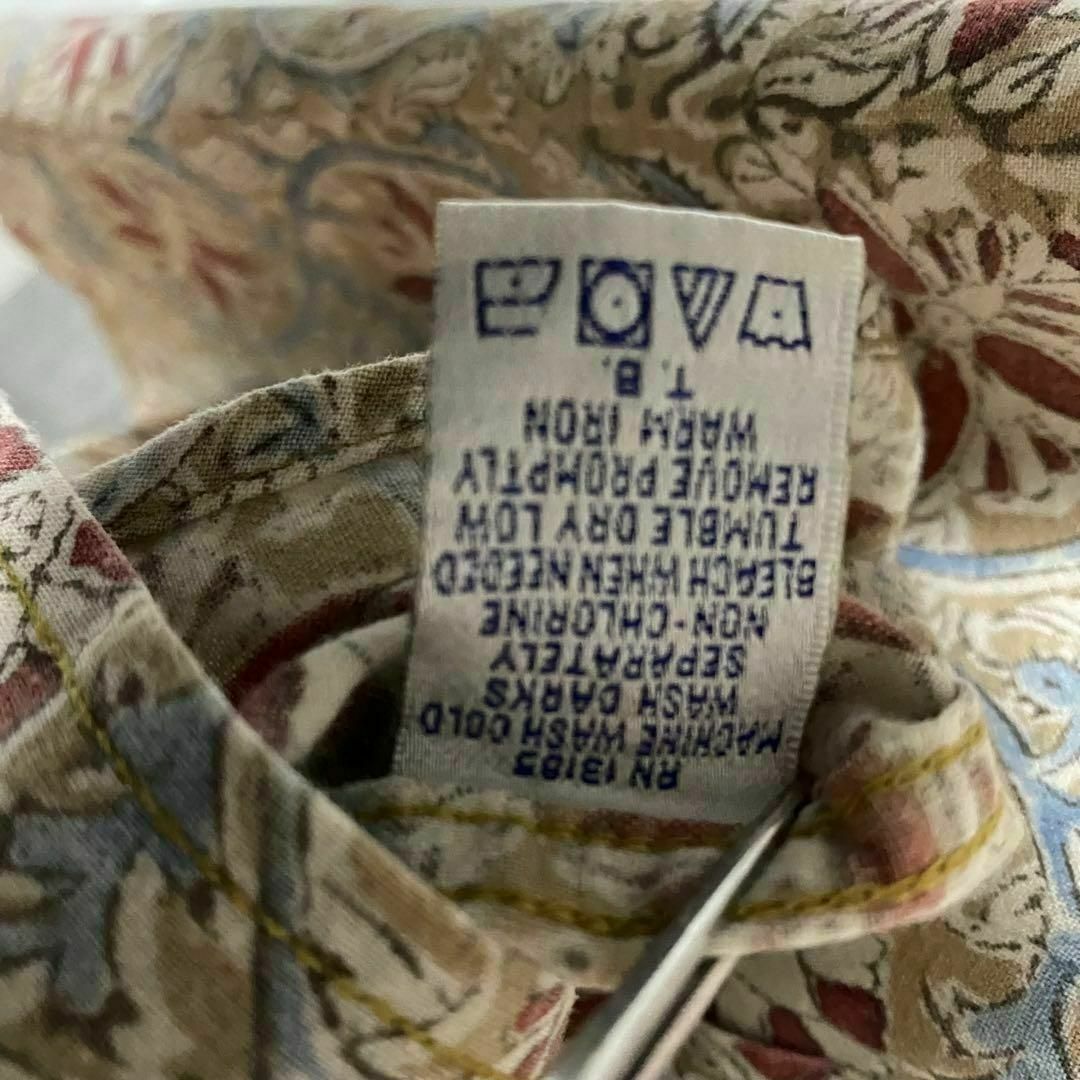 RN 13193
MACHINE WASH COLD
WASH DARKS
SEPARATELY
NON-CHLORINE
BLEACH WHEN NEEDED
TUMBLE DRY LOW
REMOVE PROMPTLY
WARM IRON
T. B.